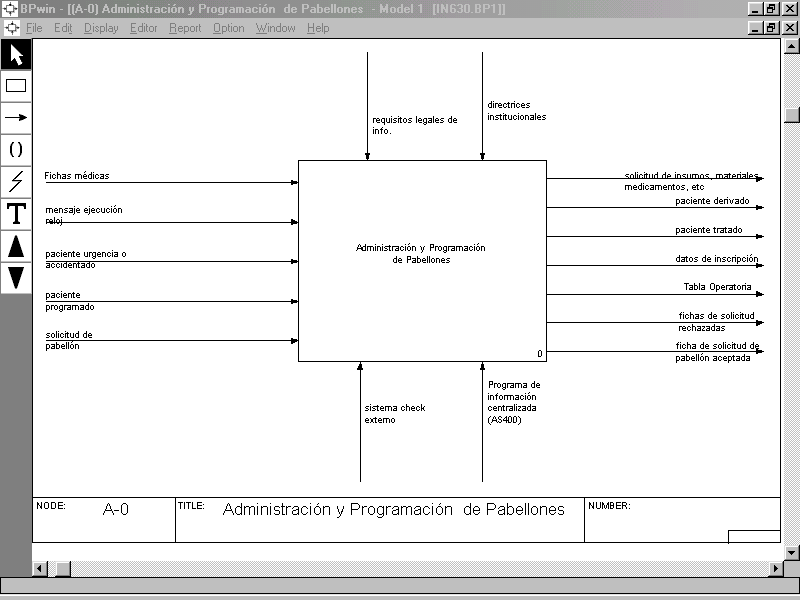 BPwin - [[(A-0) Administración y Programación  de Pabellones  - Model 1  [IN630.BP1]]
File Edit Display Editor Report Option Window Help
requisitos legales de
info.
directrices
institucionales
Fichas médicas
mensaje ejecución
reloj
paciente urgencia o
accidentado
paciente
programado
solicitud de
pabellón
Administración y Programación
de Pabellones
0
solicitud de insumos, materiales,
medicamentos, etc
paciente derivado
paciente tratado
datos de inscripción
Tabla Operatoria
fichas de solicitud
rechazadas
ficha de solicitud de
pabellón aceptada
sistema check
externo
Programa de
información
centralizada
(AS400)
NODE: A-0
TITLE: Administración y Programación  de Pabellones
NUMBER:
( )
T